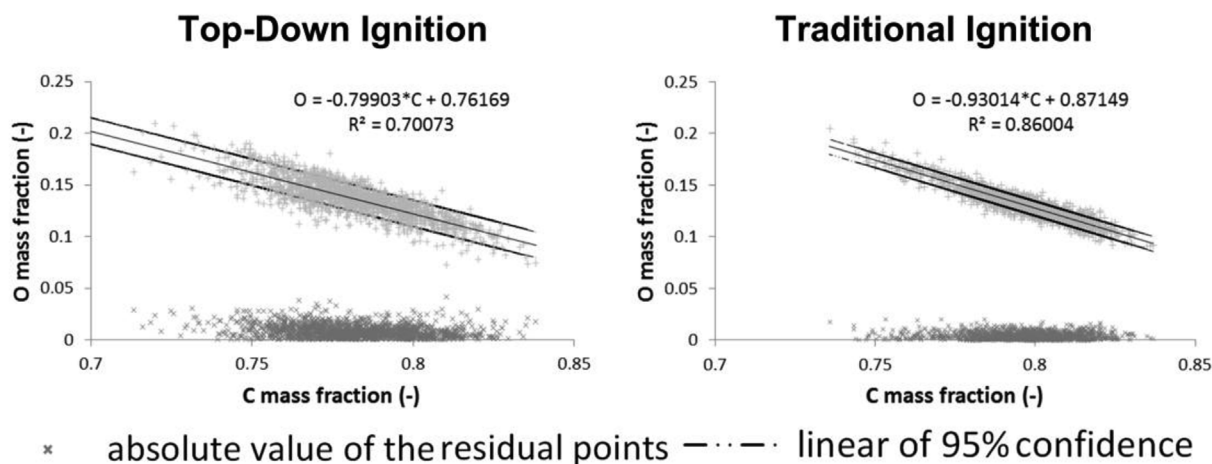 Top-Down Ignition
O = -0.79903*C + 0.76169
R² = 0.70073
O mass fraction (-)
0.25
0.2
0.15
0.1
0.05
0
0.7 0.75 0.8 0.85
C mass fraction (-)
Traditional Ignition
O = -0.93014*C + 0.87149
R² = 0.86004
O mass fraction (-)
0.25
0.2
0.15
0.1
0.05
0
0.7 0.75 0.8 0.85
C mass fraction (-)
absolute value of the residual points
linear of 95% confidence